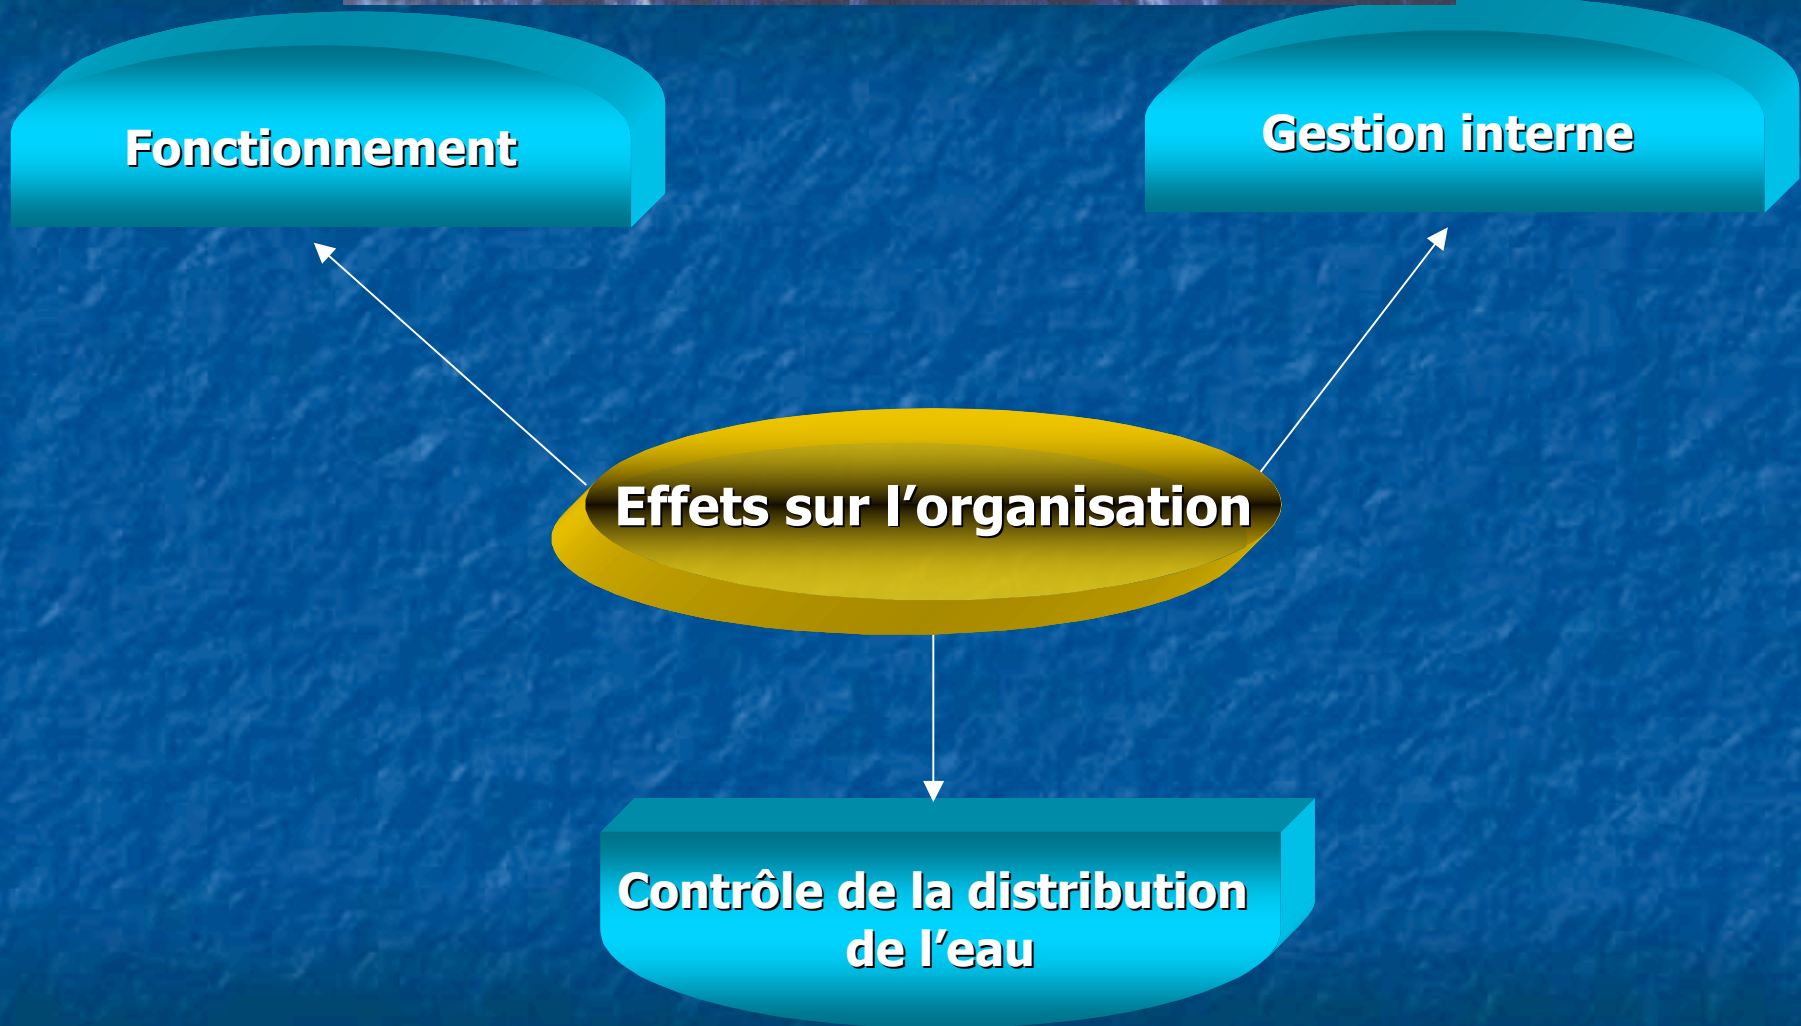 Fonctionnement
Gestion interne
Effets sur l’organisation
Contrôle de la distribution
de l’eau